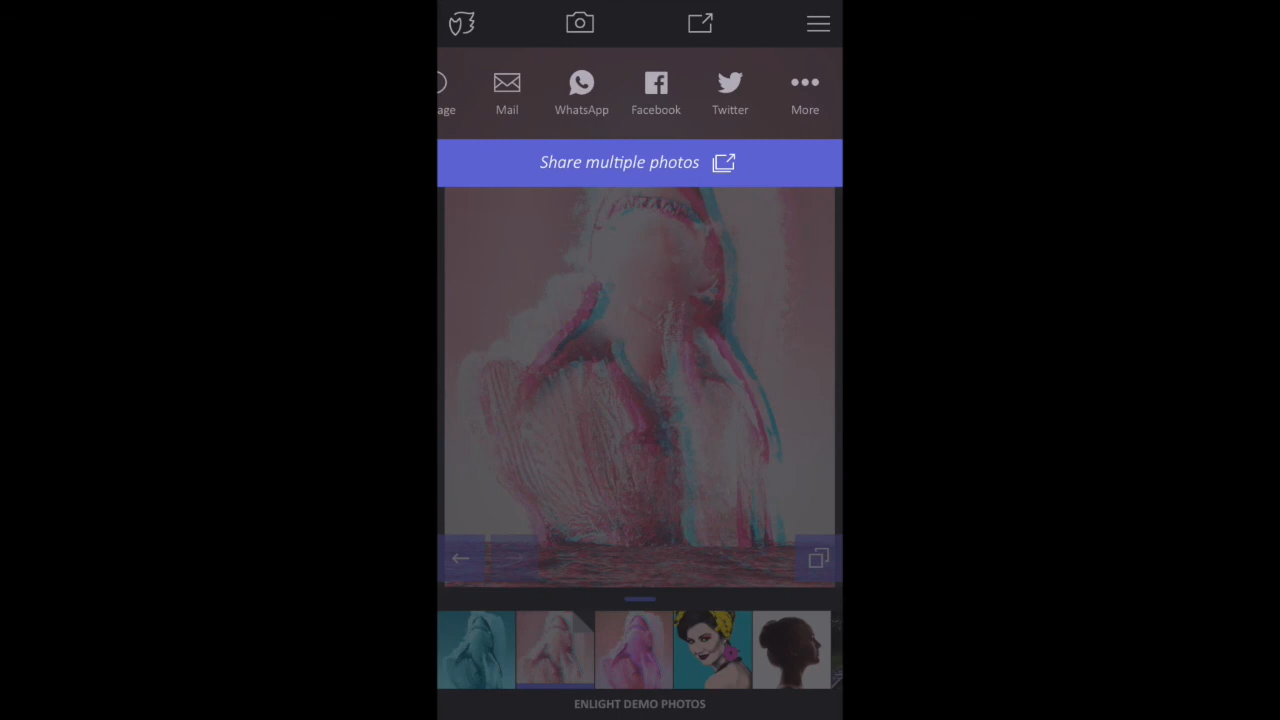 age
Mail
WhatsApp
Facebook
Twitter
More
Share multiple photos
ENLIGHT DEMO PHOTOS